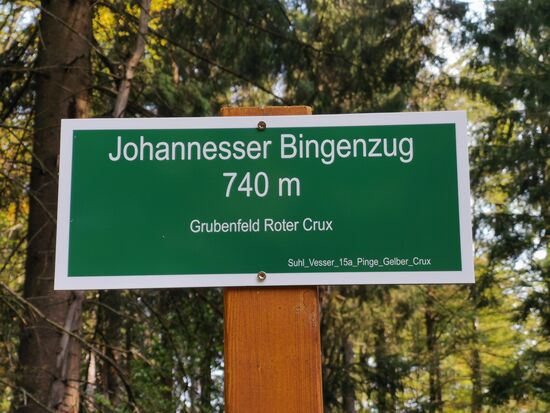 Johannesser Bingenzug
740 m
Grubenfeld Roter Crux
Suhl_Vesser_15a_Pinge_Gelber_Crux